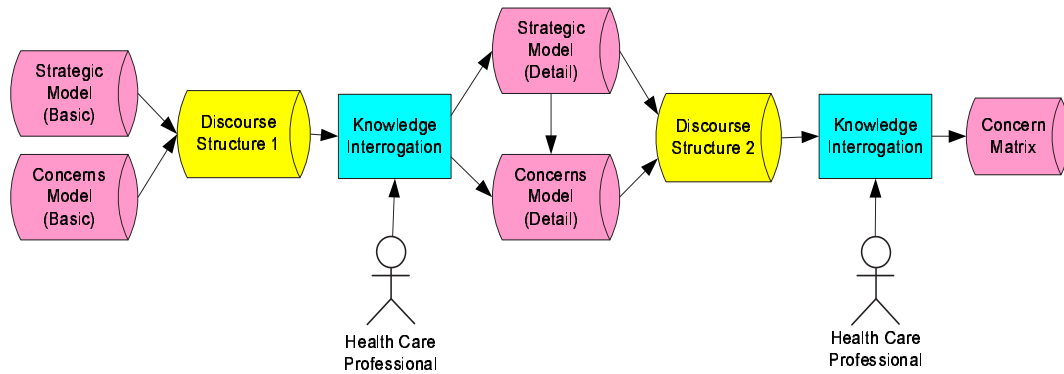 Strategic
Model
(Basic)
Concerns
Model
(Basic)
Discourse
Structure 1
Knowledge
Interrogation
Health Care
Professional
Strategic
Model
(Detail)
Concerns
Model
(Detail)
Discourse
Structure 2
Knowledge
Interrogation
Health Care
Professional
Concern
Matrix